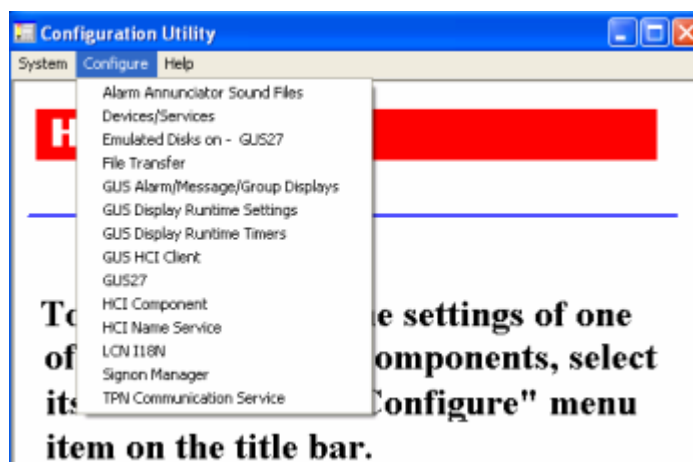 Configuration Utility
System Configure Help
Alarm Annunciator Sound Files
Devices/Services
Emulated Disks on - GUS27
File Transfer
GUS Alarm/Message/Group Displays
GUS Display Runtime Settings
GUS Display Runtime Timers
GUS HCI Client
GUS27
HCI Component
HCI Name Service
LCN I18N
Signon Manager
TPN Communication Service
H
To e settings of one
of omponents, select
its Configure" menu
item on the title bar.